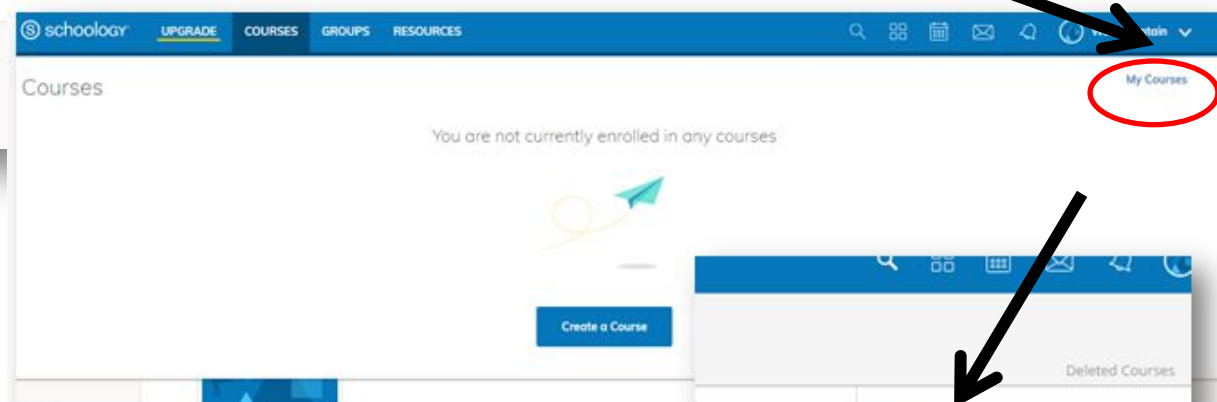 schoology UPGRADE COURSES GROUPS RESOURCES
Courses
My Courses
You are not currently enrolled in any courses
Create a Course
Deleted Courses